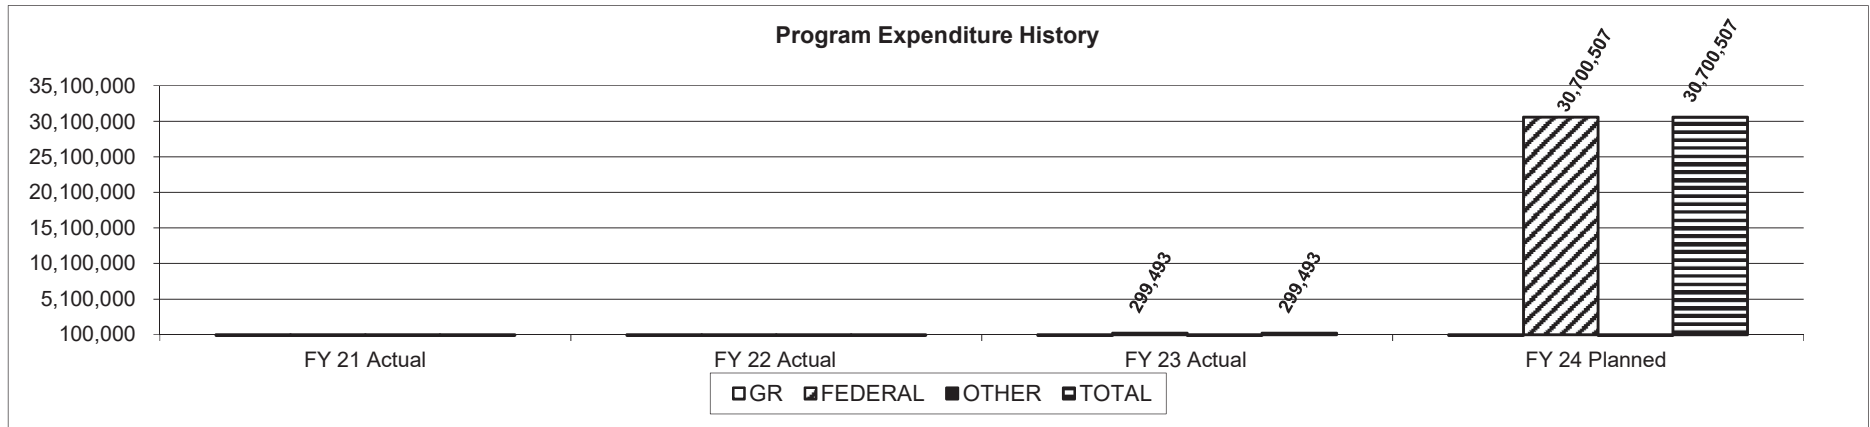 Program Expenditure History
30,700,507
30,700,507
35,100,000
30,100,000
25,100,000
20,100,000
15,100,000
10,100,000
299,493
299,493
5,100,000
100,000
FY 21 Actual
FY 22 Actual
FY 23 Actual
FY 24 Planned
GR
FEDERAL
OTHER
TOTAL